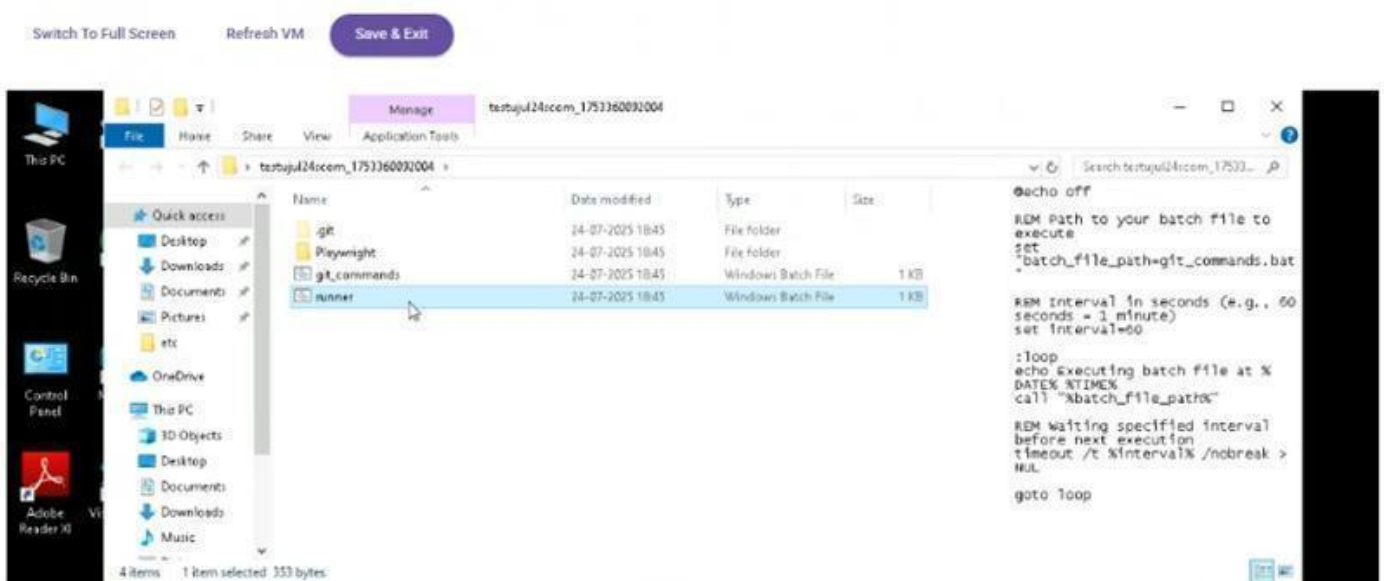 Switch To Full Screen Refresh VM Save & Exit
Manage testujul24scom_1753360092004
File Home Share View Application Tools
testujul24scom_1753360092004 Search testujul24scom_17533...
This PC
Recycle Bin
Control Panel
Adobe Reader XI
Quick access
Desktop
Downloads
Documents
Pictures
etc
OneDrive
This PC
3D Objects
Desktop
Documents
Downloads
Music
Name Date modified Type Size
.git 24-07-2025 18:45 File folder
Playwright 24-07-2025 18:45 File folder
git_commands 24-07-2025 18:45 Windows Batch File 1 KB
runner 24-07-2025 18:45 Windows Batch File 1 KB
@echo off
REM Path to your batch file to
execute
set
"batch_file_path=git_commands.bat
"
REM Interval in seconds (e.g., 60
seconds = 1 minute)
set interval=60
:loop
echo Executing batch file at %
DATE% %TIME%
call "%batch_file_path%"
REM Waiting specified interval
before next execution
timeout /t %interval% /nobreak >
NUL
goto loop
4 items 1 item selected 353 bytes